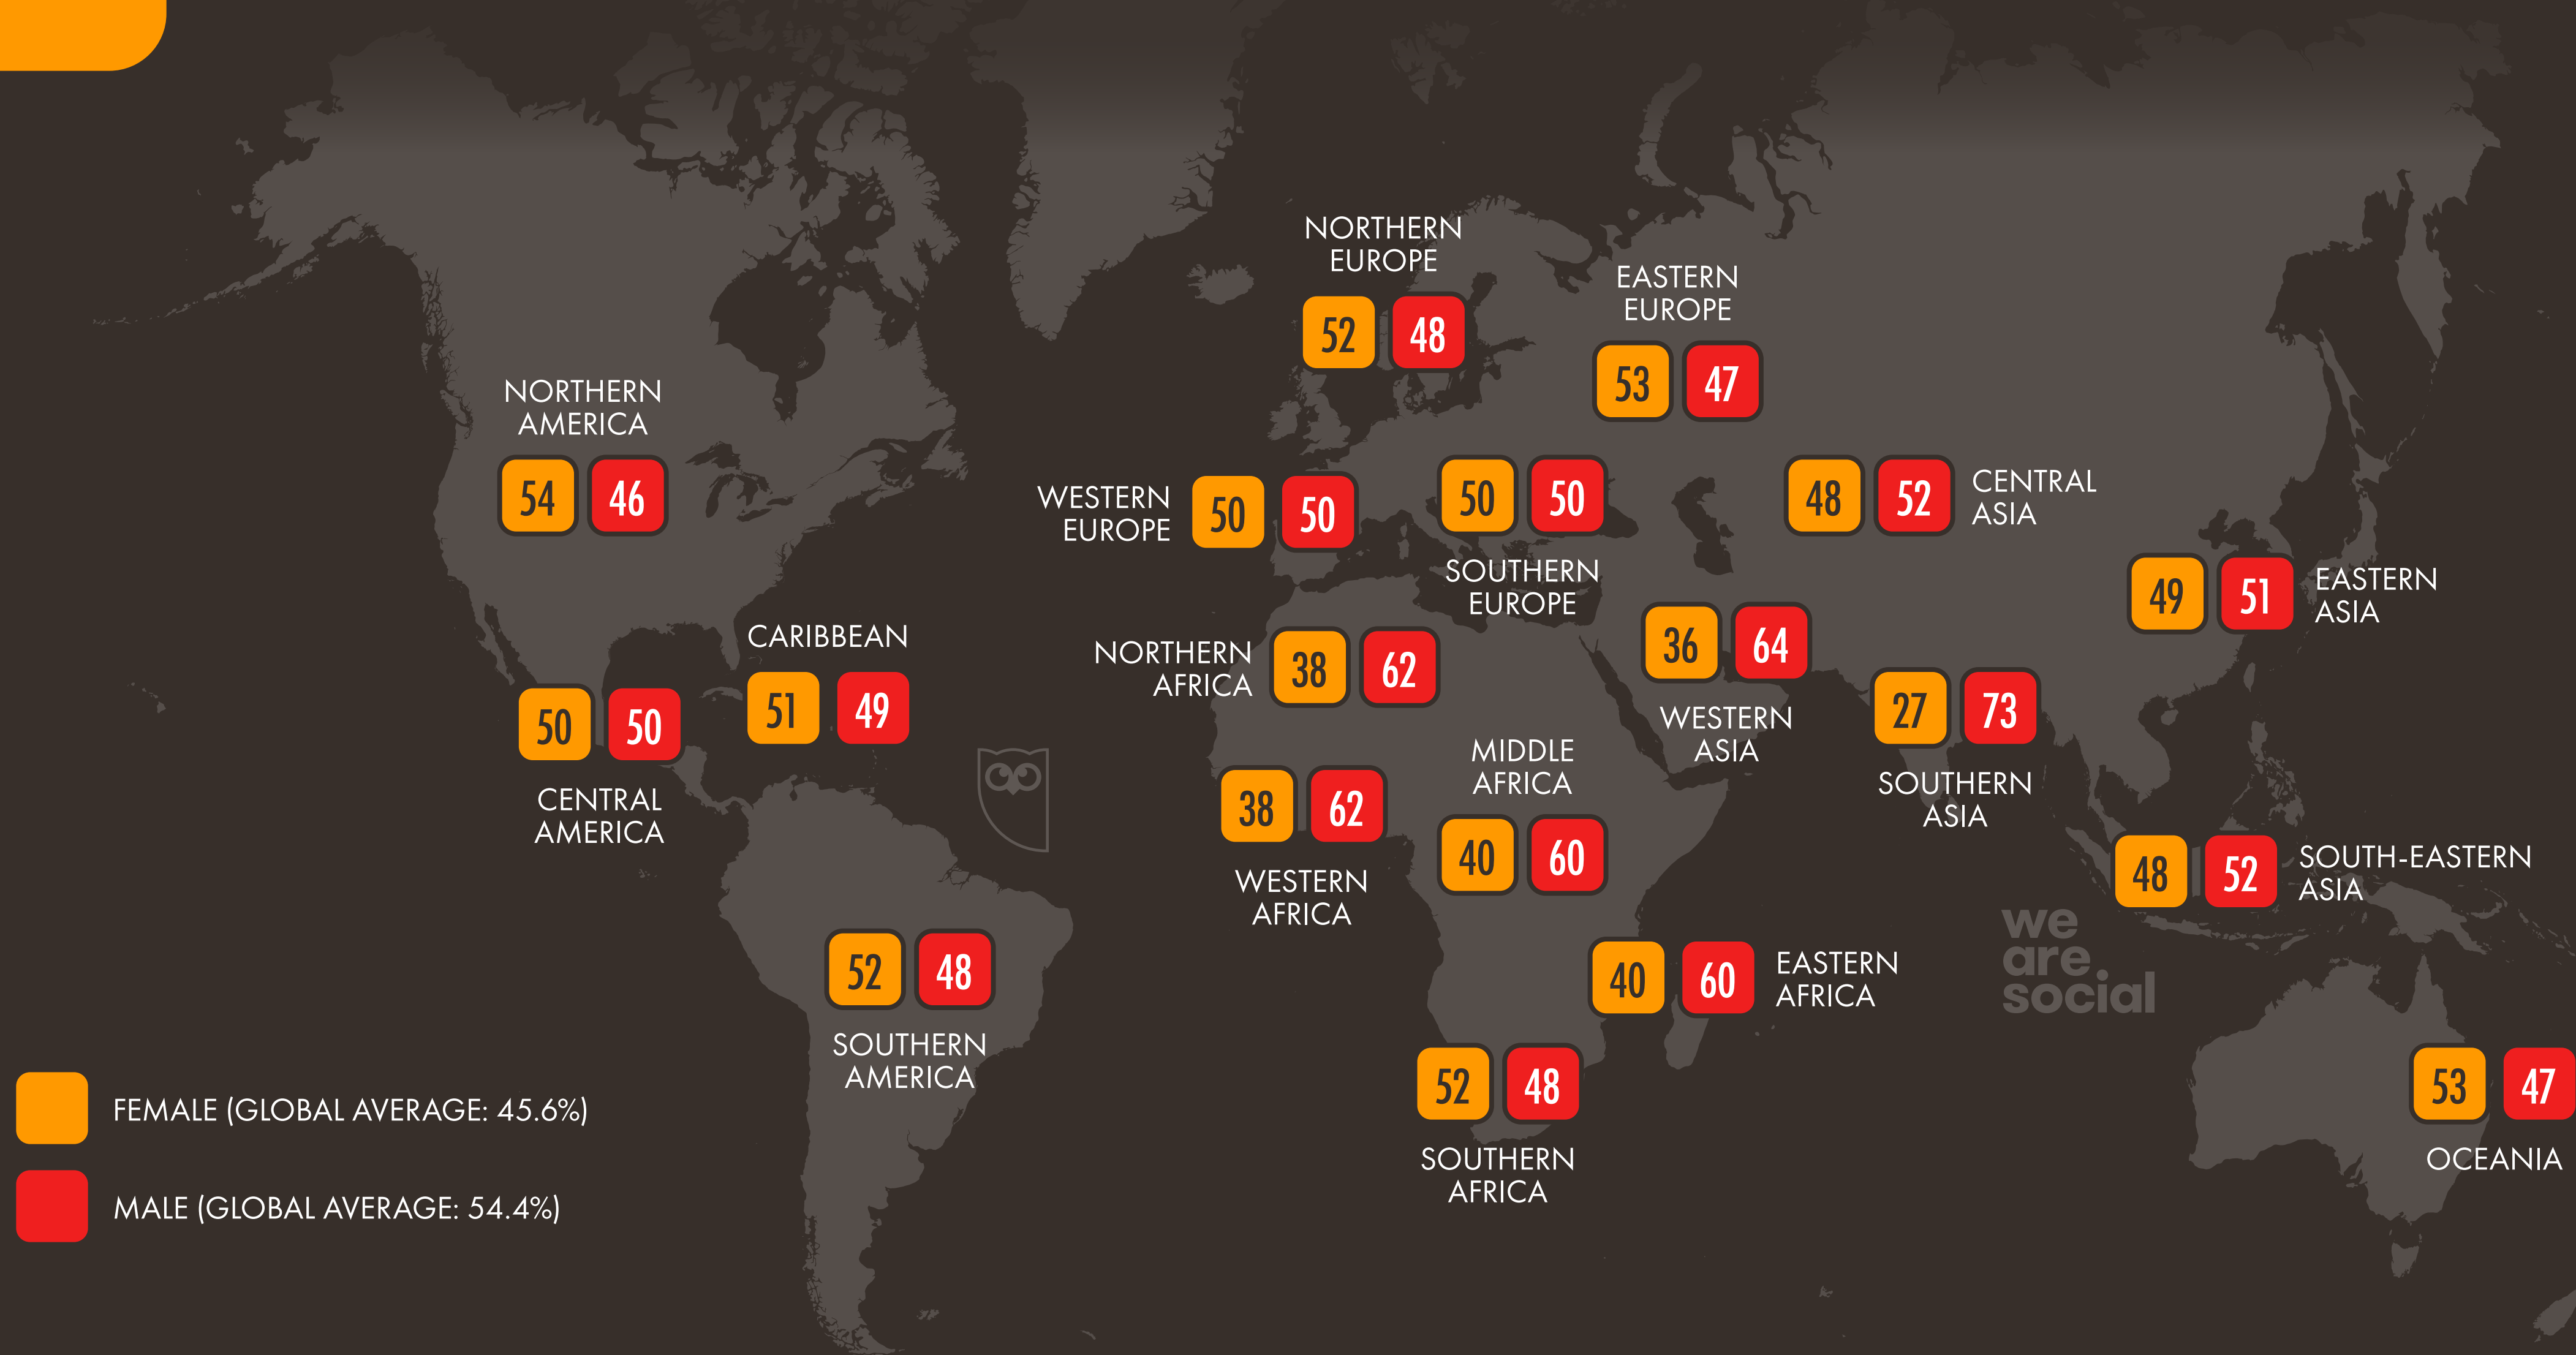 NORTHERN
EUROPE
52 48
EASTERN
EUROPE
53 47
NORTHERN
AMERICA
54 46
WESTERN
EUROPE
50 50
50 50
SOUTHERN
EUROPE
48 52
CENTRAL
ASIA
49 51
EASTERN
ASIA
CARIBBEAN
51 49
50 50
CENTRAL
AMERICA
NORTHERN
AFRICA
38 62
36 64
WESTERN
ASIA
27 73
SOUTHERN
ASIA
38 62
WESTERN
AFRICA
MIDDLE
AFRICA
40 60
48 52
SOUTH-EASTERN
ASIA
52 48
SOUTHERN
AMERICA
40 60
EASTERN
AFRICA
we
are
social
52 48
SOUTHERN
AFRICA
53 47
OCEANIA
FEMALE (GLOBAL AVERAGE: 45.6%)
MALE (GLOBAL AVERAGE: 54.4%)